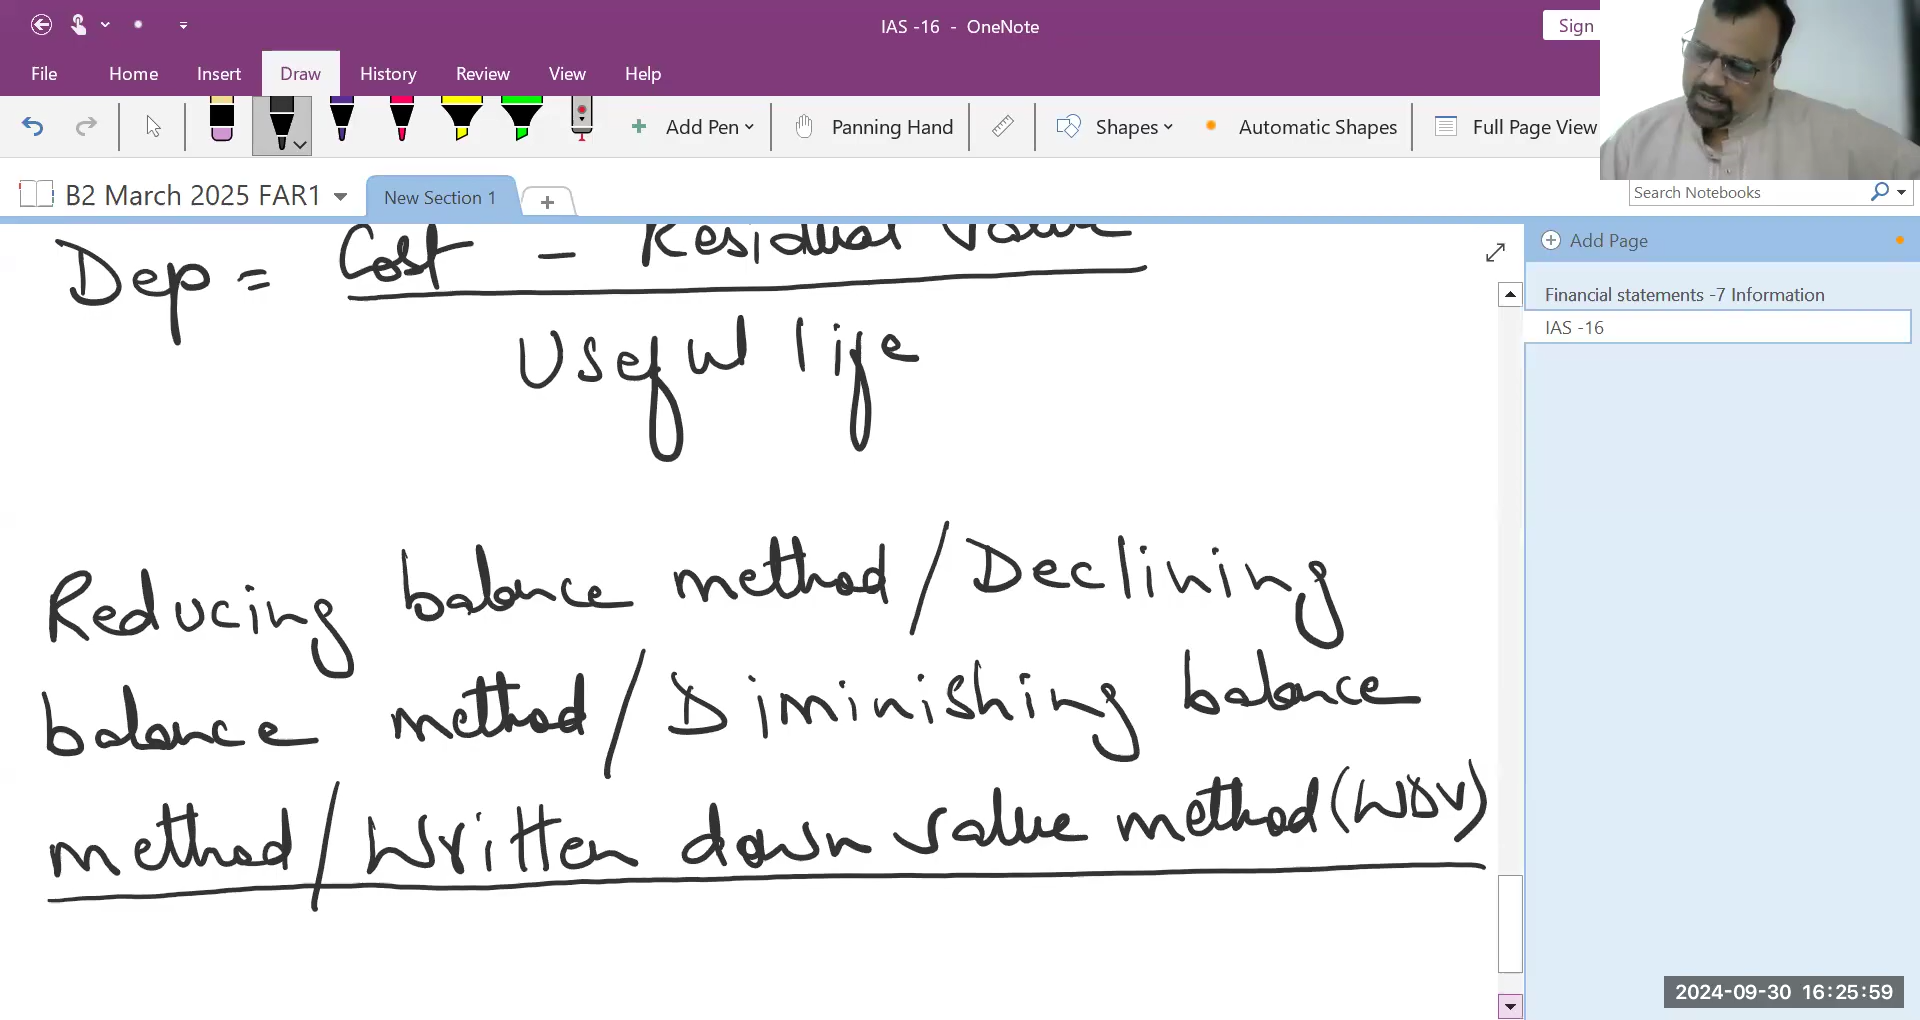 IAS -16 - OneNote
Sign
File Home Insert Draw History Review View Help
Add Pen Panning Hand Shapes Automatic Shapes Full Page View
B2 March 2025 FAR1 New Section 1
Search Notebooks
Add Page
Financial statements -7 Information
IAS -16
Dep = Cost - Residual Value
Useful life
Reducing balance method / Declining
balance method / Diminishing balance
method / Written down value method (WDV)
2024-09-30 16:25:59